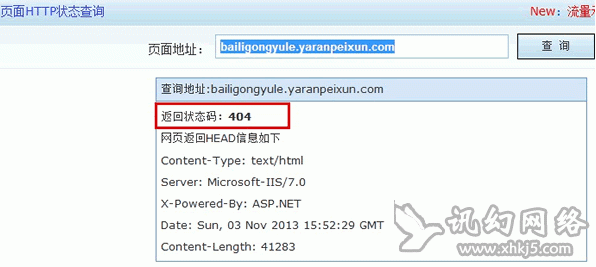 页面HTTP状态查询
New：流量
页面地址：
bailigongyule.yaranpeixun.com
查 询
查询地址:bailigongyule.yaranpeixun.com
返回状态码：404
网页返回HEAD信息如下
Content-Type: text/html
Server: Microsoft-IIS/7.0
X-Powered-By: ASP.NET
Date: Sun, 03 Nov 2013 15:52:29 GMT
Content-Length: 41283
讯幻网络
www.xhkj5.com